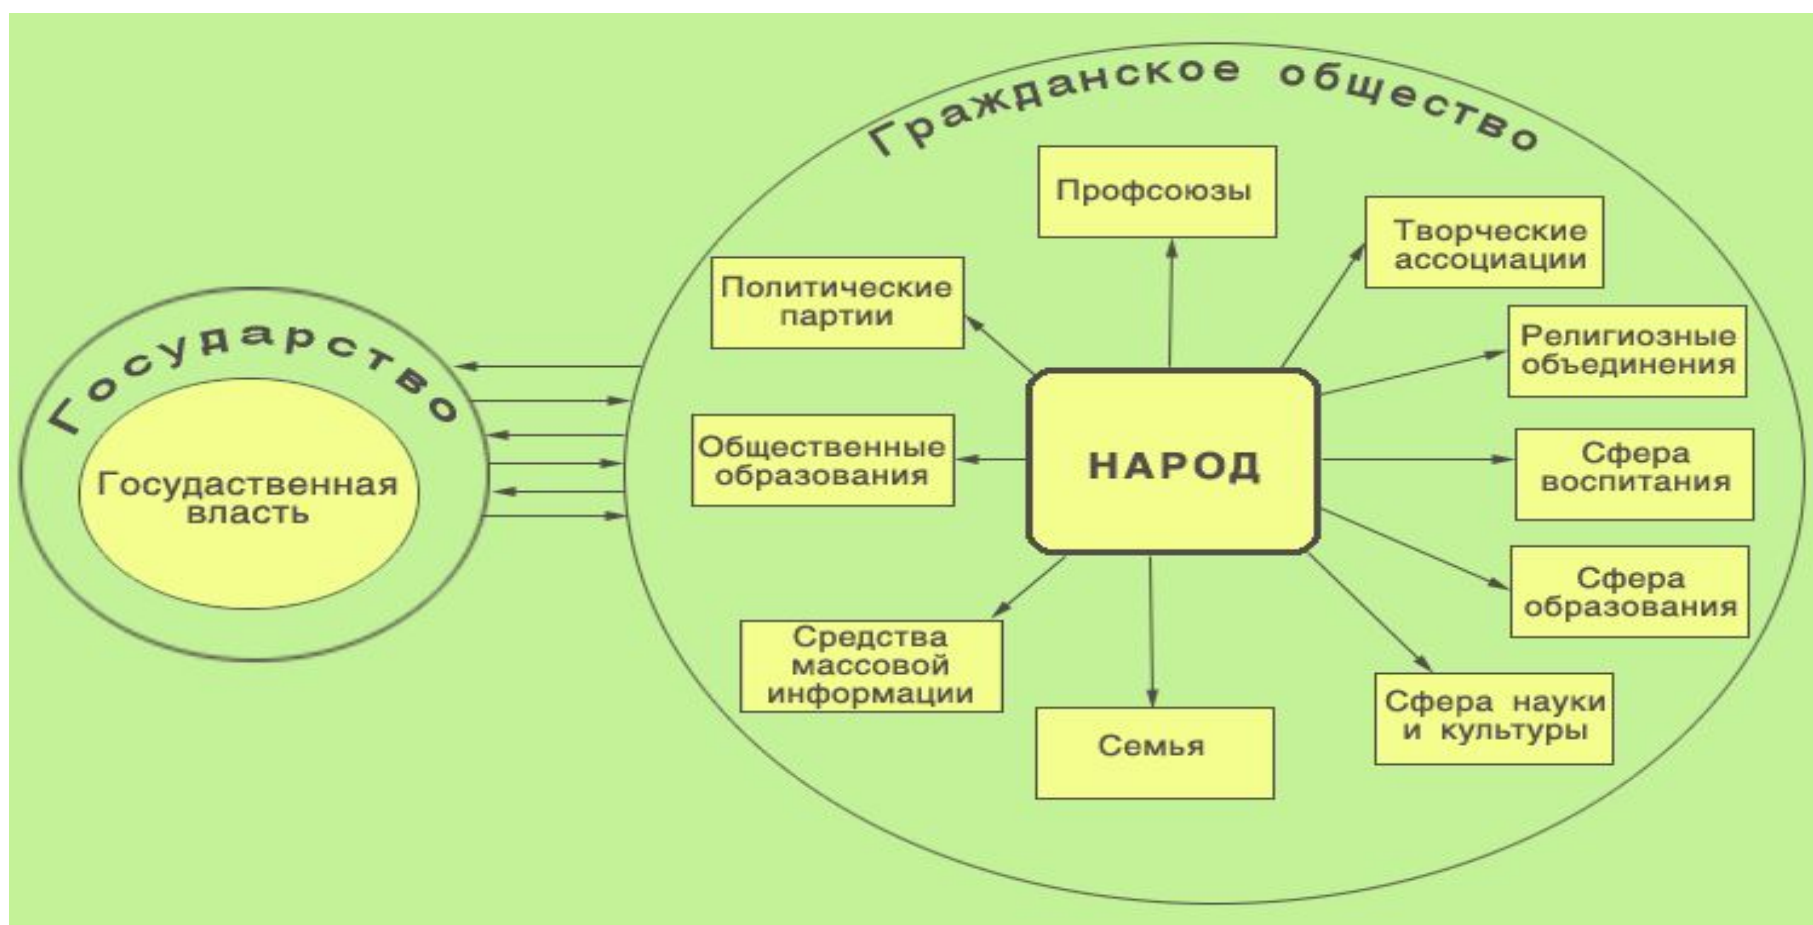 Гражданское общество
Профсоюзы
Творческие
ассоциации
Политические
партии
Религиозные
объединения
Государство
Государственная
власть
Общественные
образования
НАРОД
Сфера
воспитания
Сфера
образования
Средства
массовой
информации
Семья
Сфера науки
и культуры